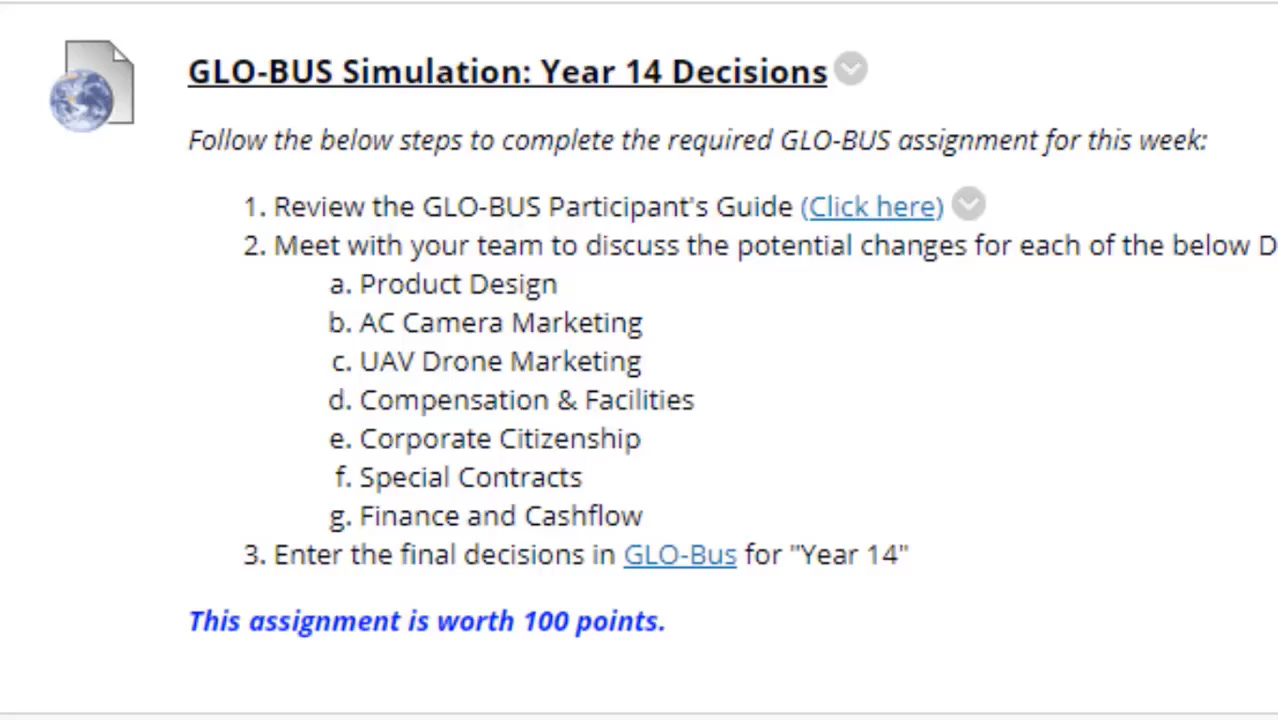 GLO-BUS Simulation: Year 14 Decisions
Follow the below steps to complete the required GLO-BUS assignment for this week:
1. Review the GLO-BUS Participant's Guide (Click here)
2. Meet with your team to discuss the potential changes for each of the below
a. Product Design
b. AC Camera Marketing
c. UAV Drone Marketing
d. Compensation & Facilities
e. Corporate Citizenship
f. Special Contracts
g. Finance and Cashflow
3. Enter the final decisions in GLO-Bus for "Year 14"
This assignment is worth 100 points.